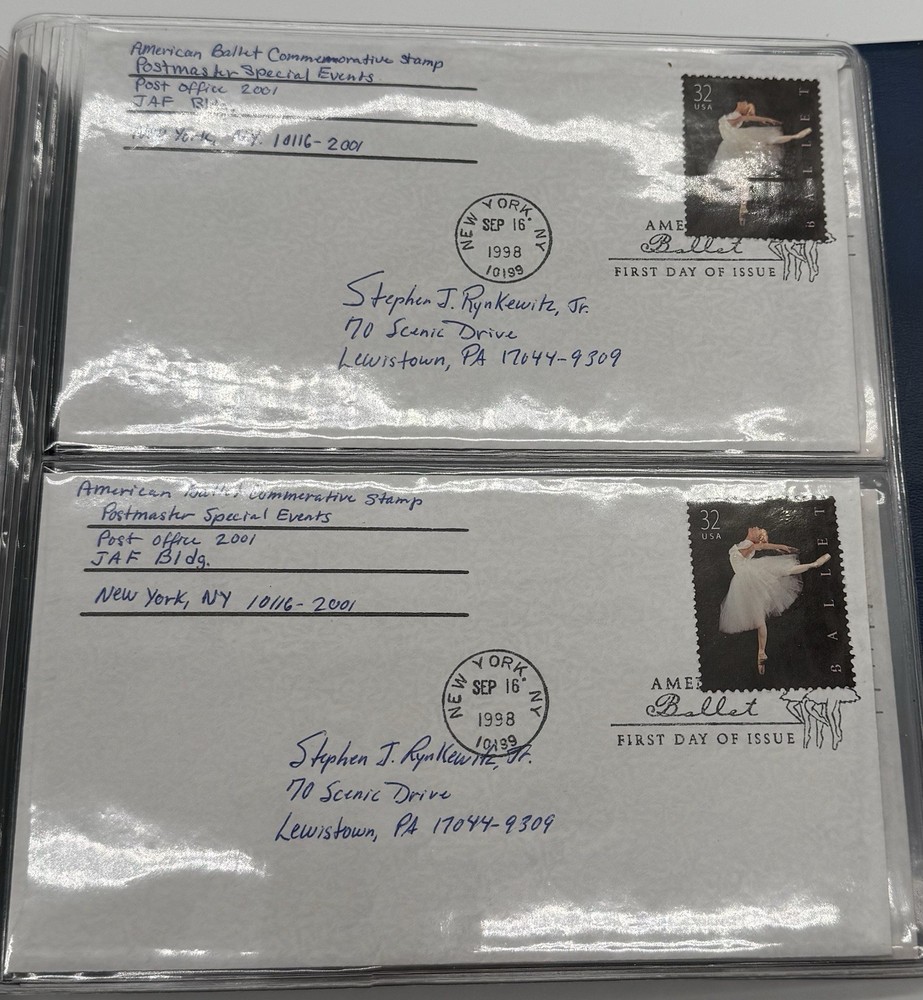 American Ballet Commemorative Stamp
Postmaster Special Events
Post Office 2001
JAF Bldg.
New York, NY. 10116-2001
32
USA
BALLET
NEW YORK, NY
SEP 16
1998
10199
AME
Ballet
FIRST DAY OF ISSUE
Stephen J. Rynkewitz, Jr.
70 Scenic Drive
Lewistown, PA 17044-9309
American Ballet Commerative Stamp
Postmaster Special Events
Post Office 2001
JAF Bldg.
New York, NY 10116-2001
32
USA
BALLET
NEW YORK, NY
SEP 16
1998
10199
AME
Ballet
FIRST DAY OF ISSUE
Stephen J. Rynkewitz, Jr.
70 Scenic Drive
Lewistown, PA 17044-9309